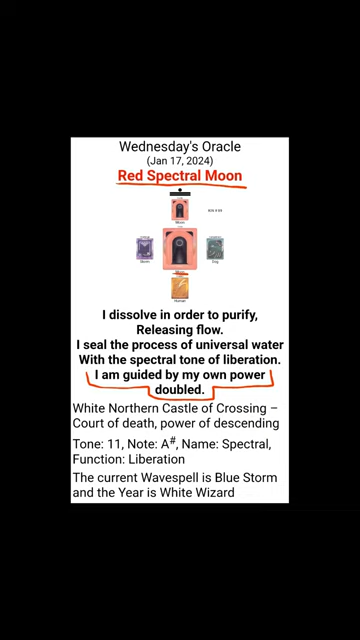 Wednesday's Oracle
(Jan 17, 2024)
Red Spectral Moon
Moon
Dog
Human
I dissolve in order to purify,
Releasing flow.
I seal the process of universal water
With the spectral tone of liberation.
I am guided by my own power
doubled.
White Northern Castle of Crossing –
Court of death, power of descending
Tone: 11, Note: A#, Name: Spectral,
Function: Liberation
The current Wavespell is Blue Storm
and the Year is White Wizard